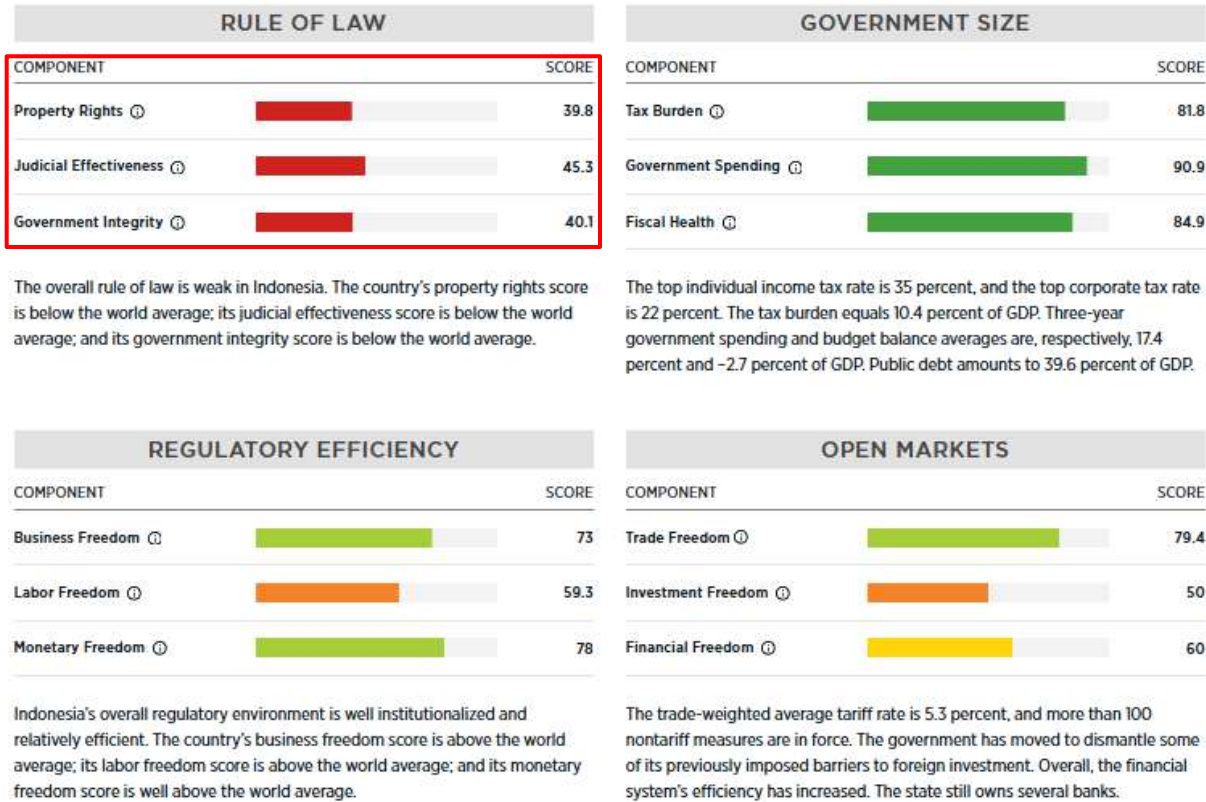 RULE OF LAW
COMPONENT SCORE
Property Rights 39.8
Judicial Effectiveness 45.3
Government Integrity 40.1
The overall rule of law is weak in Indonesia. The country's property rights score
is below the world average; its judicial effectiveness score is below the world
average; and its government integrity score is below the world average.
GOVERNMENT SIZE
COMPONENT SCORE
Tax Burden 81.8
Government Spending 90.9
Fiscal Health 84.9
The top individual income tax rate is 35 percent, and the top corporate tax rate
is 22 percent. The tax burden equals 10.4 percent of GDP. Three-year
government spending and budget balance averages are, respectively, 17.4
percent and −2.7 percent of GDP. Public debt amounts to 39.6 percent of GDP.
REGULATORY EFFICIENCY
COMPONENT SCORE
Business Freedom 73
Labor Freedom 59.3
Monetary Freedom 78
Indonesia's overall regulatory environment is well institutionalized and
relatively efficient. The country's business freedom score is above the world
average; its labor freedom score is above the world average; and its monetary
freedom score is well above the world average.
OPEN MARKETS
COMPONENT SCORE
Trade Freedom 79.4
Investment Freedom 50
Financial Freedom 60
The trade-weighted average tariff rate is 5.3 percent, and more than 100
nontariff measures are in force. The government has moved to dismantle some
of its previously imposed barriers to foreign investment. Overall, the financial
system's efficiency has increased. The state still owns several banks.